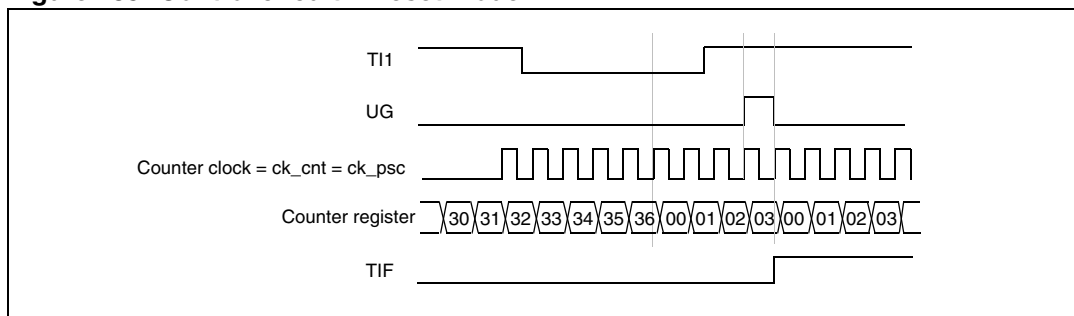 TI1
UG
Counter clock = ck_cnt = ck_psc
Counter register 30 31 32 33 34 35 36 00 01 02 03 00 01 02 03
TIF